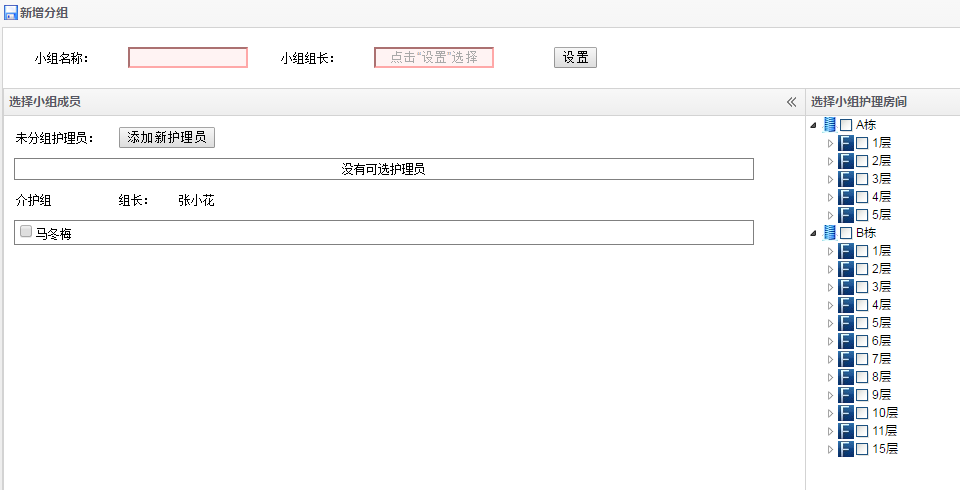 新增分组
小组名称： 小组组长： 点击“设置”选择 设置
选择小组成员
未分组护理员： 添加新护理员
没有可选护理员
介护组 组长： 张小花
马冬梅
选择小组护理房间
A栋
1层
2层
3层
4层
5层
B栋
1层
2层
3层
4层
5层
6层
7层
8层
9层
10层
11层
15层